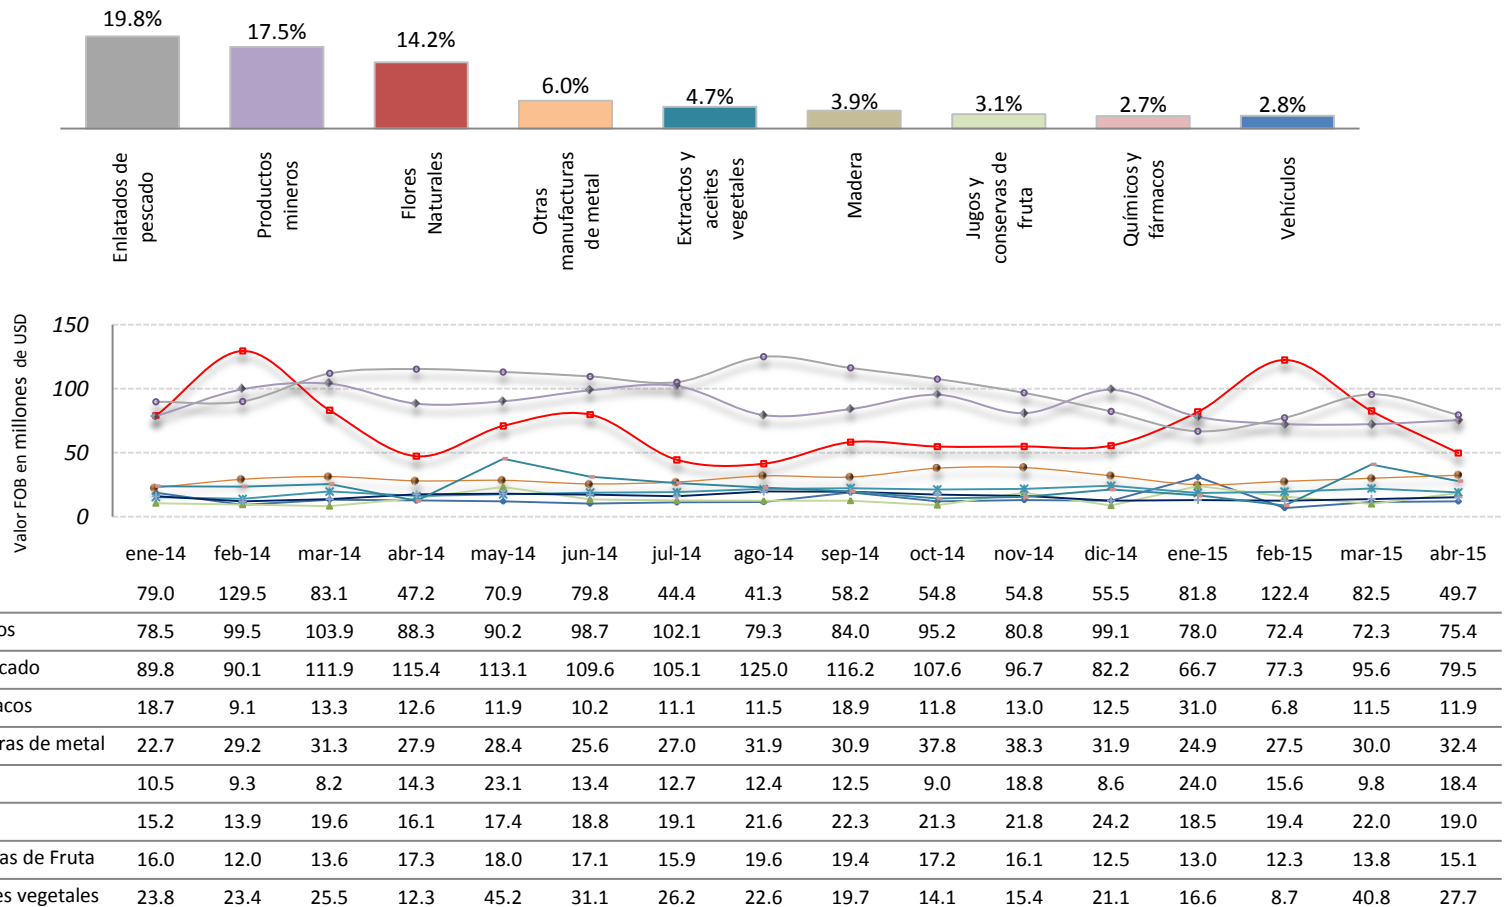 19.8%
17.5%
14.2%
6.0%
4.7%
3.9%
3.1%
2.7%
2.8%
Enlatados de
pescado
Productos
mineros
Flores
Naturales
Otras
manufacturas
de metal
Extractos y
aceites
vegetales
Madera
Jugos y
conservas de
fruta
Químicos y
fármacos
Vehículos
Valor FOB en millones de USD
150
100
50
0
ene-14 feb-14 mar-14 abr-14 may-14 jun-14 jul-14 ago-14 sep-14 oct-14 nov-14 dic-14 ene-15 feb-15 mar-15 abr-15
79.0 129.5 83.1 47.2 70.9 79.8 44.4 41.3 58.2 54.8 54.8 55.5 81.8 122.4 82.5 49.7
os 78.5 99.5 103.9 88.3 90.2 98.7 102.1 79.3 84.0 95.2 80.8 99.1 78.0 72.4 72.3 75.4
cado 89.8 90.1 111.9 115.4 113.1 109.6 105.1 125.0 116.2 107.6 96.7 82.2 66.7 77.3 95.6 79.5
acos 18.7 9.1 13.3 12.6 11.9 10.2 11.1 11.5 18.9 11.8 13.0 12.5 31.0 6.8 11.5 11.9
ras de metal 22.7 29.2 31.3 27.9 28.4 25.6 27.0 31.9 30.9 37.8 38.3 31.9 24.9 27.5 30.0 32.4
10.5 9.3 8.2 14.3 23.1 13.4 12.7 12.4 12.5 9.0 18.8 8.6 24.0 15.6 9.8 18.4
15.2 13.9 19.6 16.1 17.4 18.8 19.1 21.6 22.3 21.3 21.8 24.2 18.5 19.4 22.0 19.0
as de Fruta 16.0 12.0 13.6 17.3 18.0 17.1 15.9 19.6 19.4 17.2 16.1 12.5 13.0 12.3 13.8 15.1
es vegetales 23.8 23.4 25.5 12.3 45.2 31.1 26.2 22.6 19.7 14.1 15.4 21.1 16.6 8.7 40.8 27.7